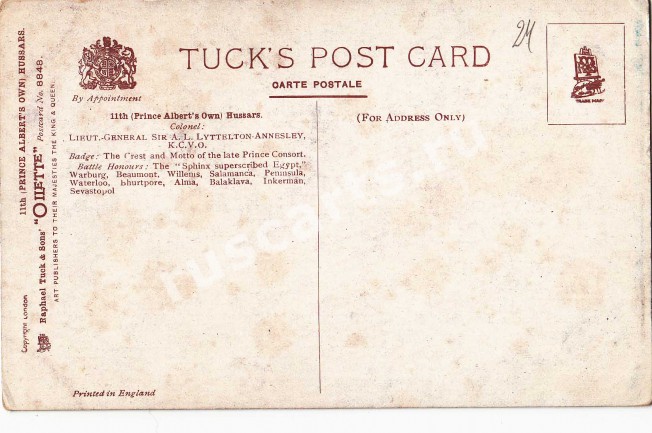 TUCK'S POST CARD
CARTE POSTALE
24
TRADE MARK
By Appointment
11th (Prince Albert's Own) Hussars.
Colonel:
LIEUT.-GENERAL SIR A. L. LYTTELTON-ANNESLEY,
K.C.V.O.
Badge: The Crest and Motto of the late Prince Consort.
Battle Honours: The "Sphinx superscribed Egypt,"
Warburg, Beaumont, Willems, Salamanca, Peninsula,
Waterloo, bhurtpore, Alma, Balaklava, Inkerman,
Sevastopol
(FOR ADDRESS ONLY)
11th (PRINCE ALBERT'S OWN) HUSSARS.
Raphael Tuck & Sons' "OILETTE" Postcard No. 8848.
ART PUBLISHERS TO THEIR MAJESTIES THE KING & QUEEN.
Copyright London
Printed in England